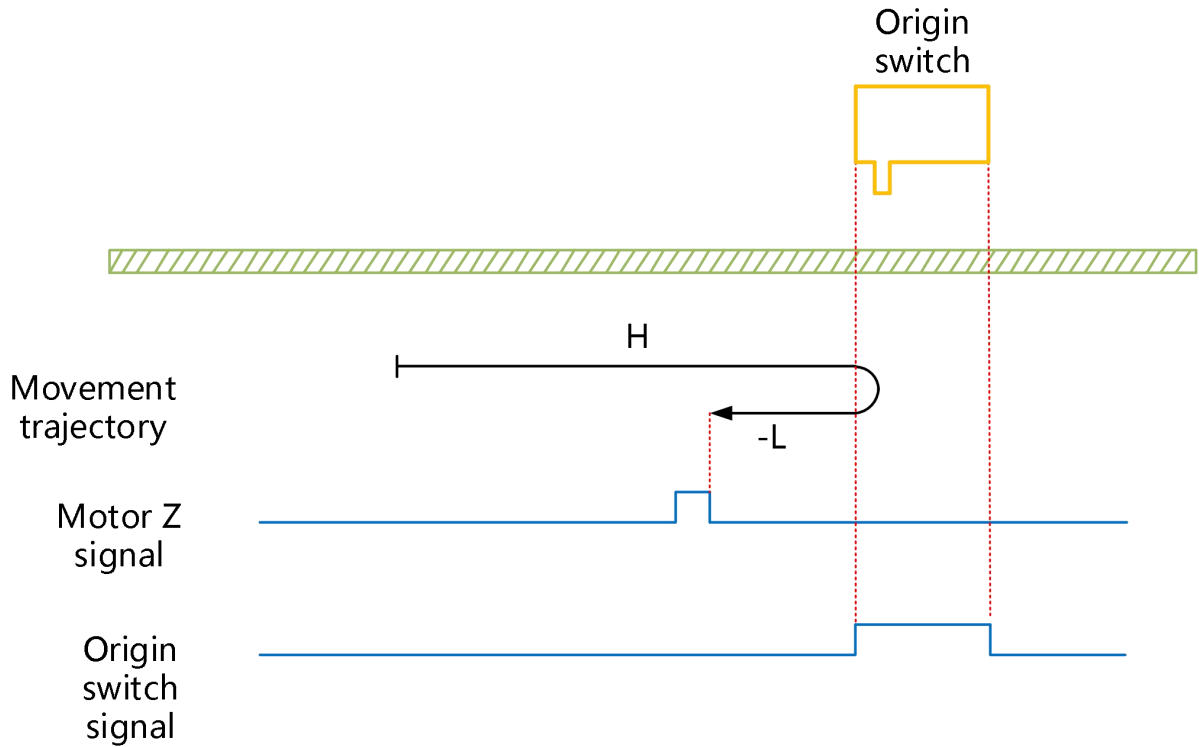 Origin
switch
H
Movement
trajectory
-L
Motor Z
signal
Origin
switch
signal